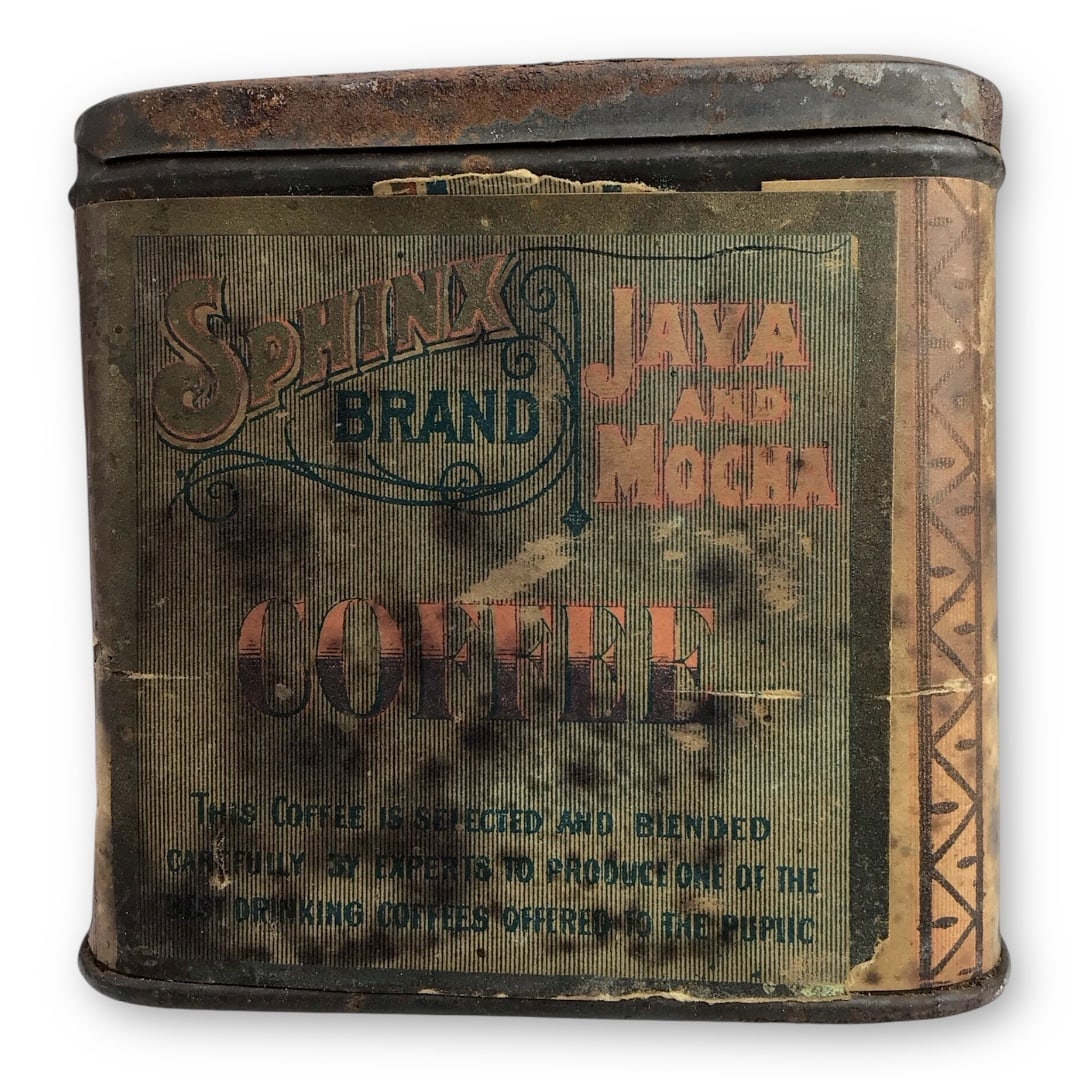 SPHINX
BRAND
JAVA
AND
MOCHA
COFFEE
THIS COFFEE IS SELECTED AND BLENDED
CAREFULLY BY EXPERTS TO PRODUCE ONE OF THE
BEST DRINKING COFFEES OFFERED TO THE PUPLIC